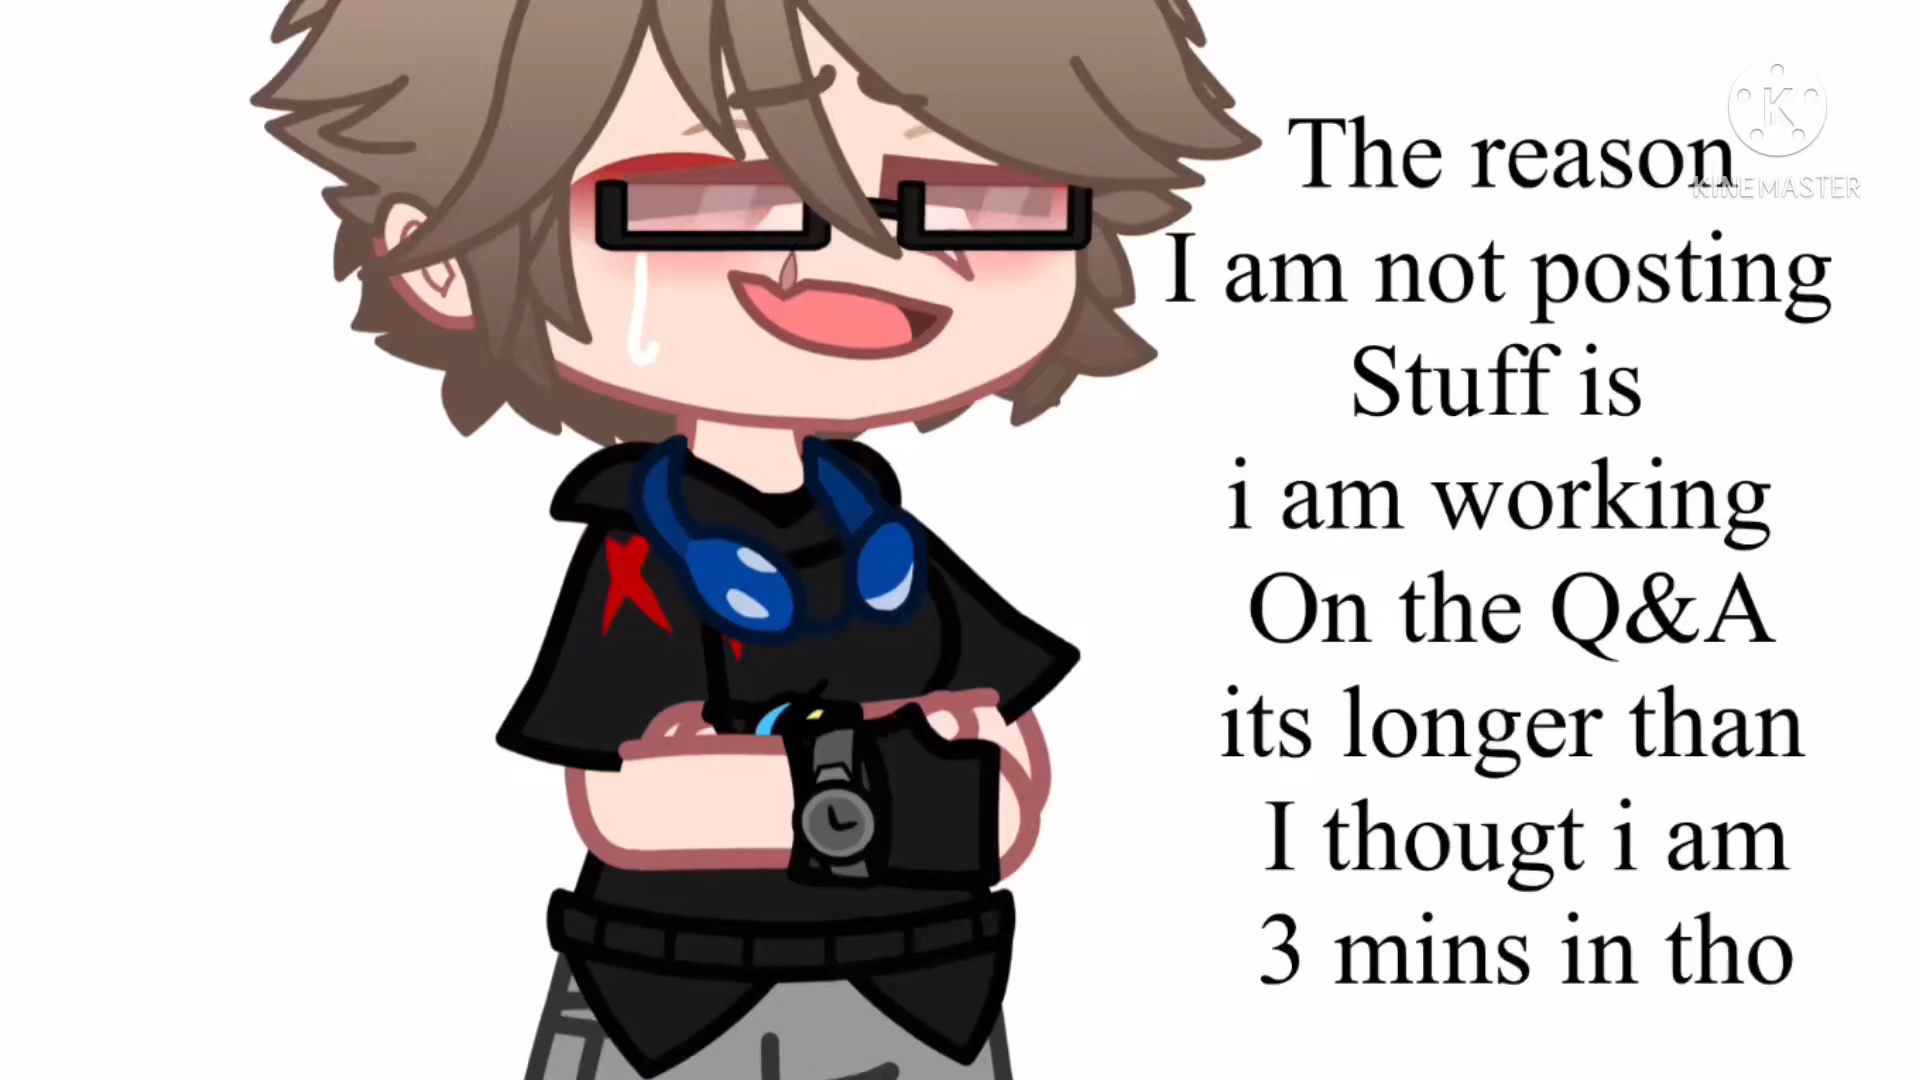 The reason
KINEMASTER
I am not posting
Stuff is
i am working
On the Q&A
its longer than
I thougt i am
3 mins in tho